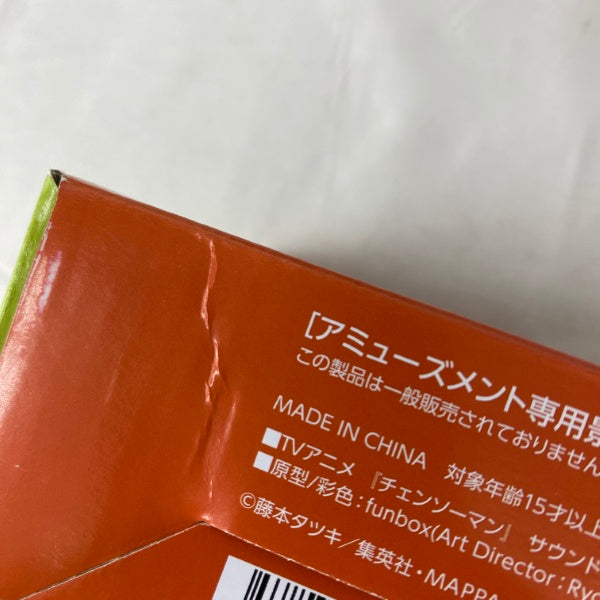 [アミューズメント専用景
この製品は一般販売されておりません
MADE IN CHINA 対象年齢15才以上
■TVアニメ 『チェンソーマン』 サウンド
■原型/彩色：funbox(Art Director：Ryo
©藤本タツキ／集英社・MAPPA